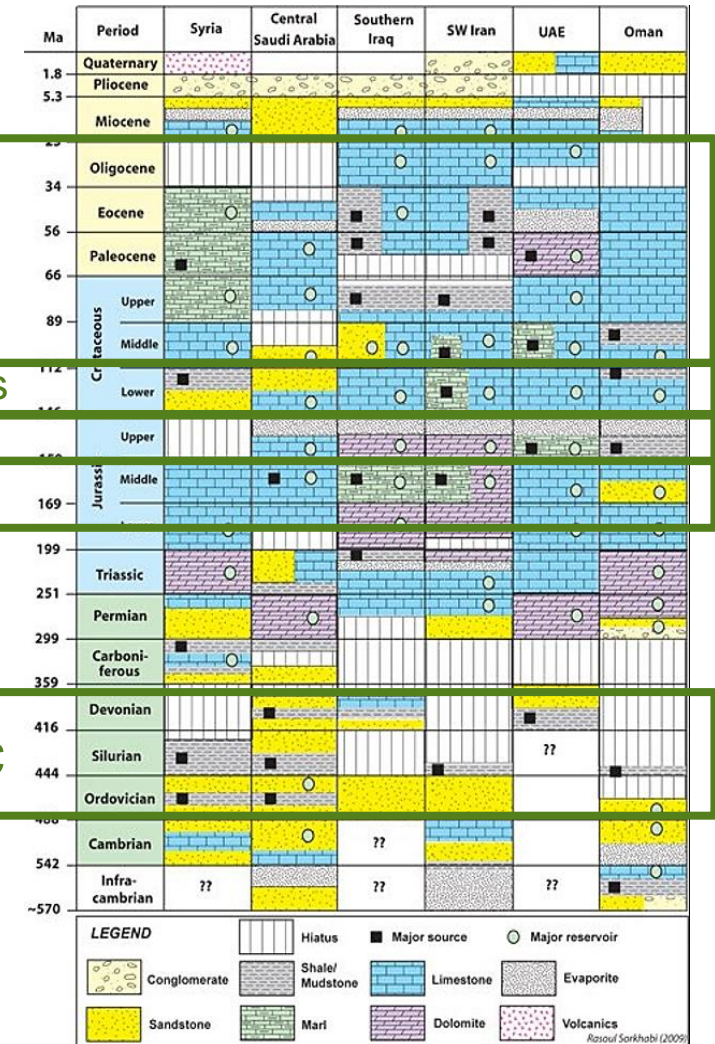 Ma Period Syria Central Saudi Arabia Southern Iraq SW Iran UAE Oman
Quaternary
1.8
Pliocene
5.3
Miocene
Oligocene
34
Eocene
56
Paleocene
66
Upper
89
Cretaceous
Middle
s
Lower
Upper
Jurassic
Middle
169
199
Triassic
251
Permian
299
Carboni-
ferous
359
Devonian
416
??
Silurian
444
Ordovician
Cambrian ??
542
Infra-
cambrian ?? ?? ??
~570
LEGEND
Hiatus Major source Major reservoir
Conglomerate Shale/
Mudstone Limestone Evaporite
Sandstone Marl Dolomite Volcanics
Rasoul Sorkhabi (2009)